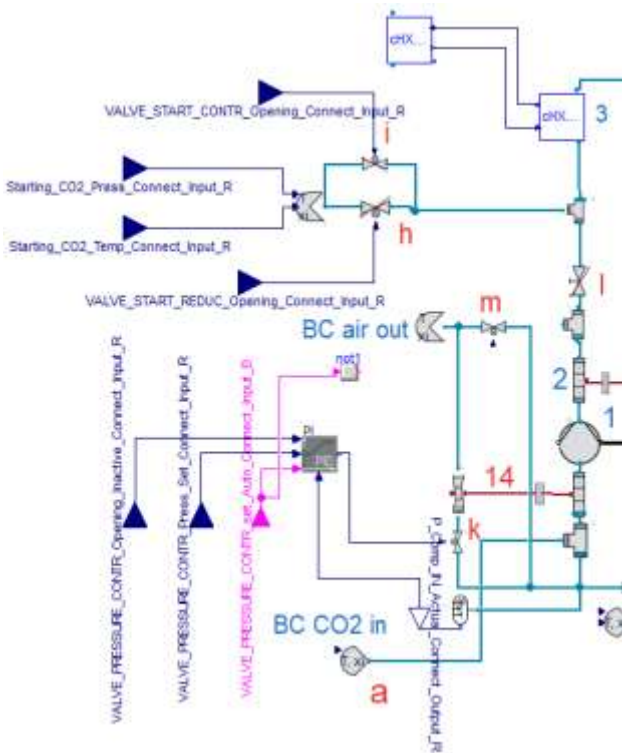 cHX...
cHX...
3
VALVE_START_CONTR_Opening_Connect_Input_R
i
Starting_CO2_Press_Connect_Input_R
h
Starting_CO2_Temp_Connect_Input_R
VALVE_START_REDUC_Opening_Connect_Input_R
l
m
BC air out
not1
2
1
PI
14
k
VALVE_PRESSURE_CONTR_Opening_Inactive_Connect_Input_R
VALVE_PRESSURE_CONTR_Press_Set_Connect_Input_R
VALVE_PRESSURE_CONTR_set_Auto_Connect_Input_B
P_Comp_IN_Actual_Connect_Output_R
BC CO2 in
a